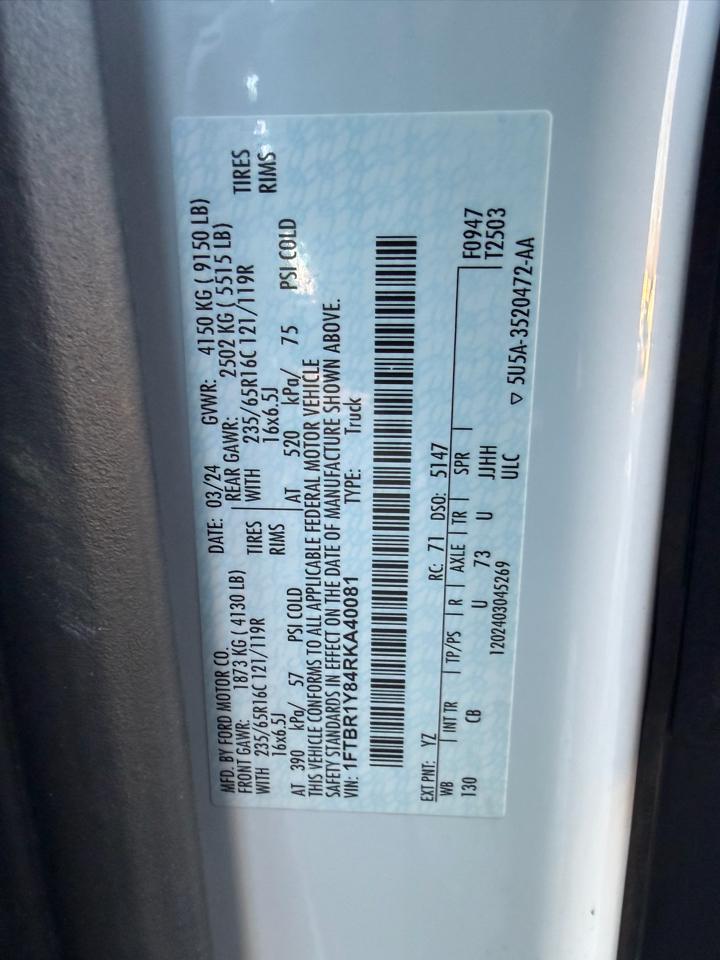 MFD. BY FORD MOTOR CO.
DATE: 03/24 GVWR: 4150 KG ( 9150 LB)
FRONT GAWR: 1873 KG ( 4130 LB) REAR GAWR: 2502 KG ( 5515 LB)
WITH 235/65R16C 121/119R TIRES WITH 235/65R16C 121/119R TIRES
16x6.5J RIMS 16x6.5J RIMS
AT 390 kPa/ 57 PSI COLD AT 520 kPa/ 75 PSI COLD
THIS VEHICLE CONFORMS TO ALL APPLICABLE FEDERAL MOTOR VEHICLE
SAFETY STANDARDS IN EFFECT ON THE DATE OF MANUFACTURE SHOWN ABOVE.
VIN: 1FTBR1Y84RKA40081 TYPE: Truck
EXT PNT: YZ RC: 71 DSO: 5147
WB INT TR TP/PS R AXLE TR SPR F0947
130 CB U 73 U JJHH T2503
1202403045269 ULC
▽ 5U5A-3520472-AA